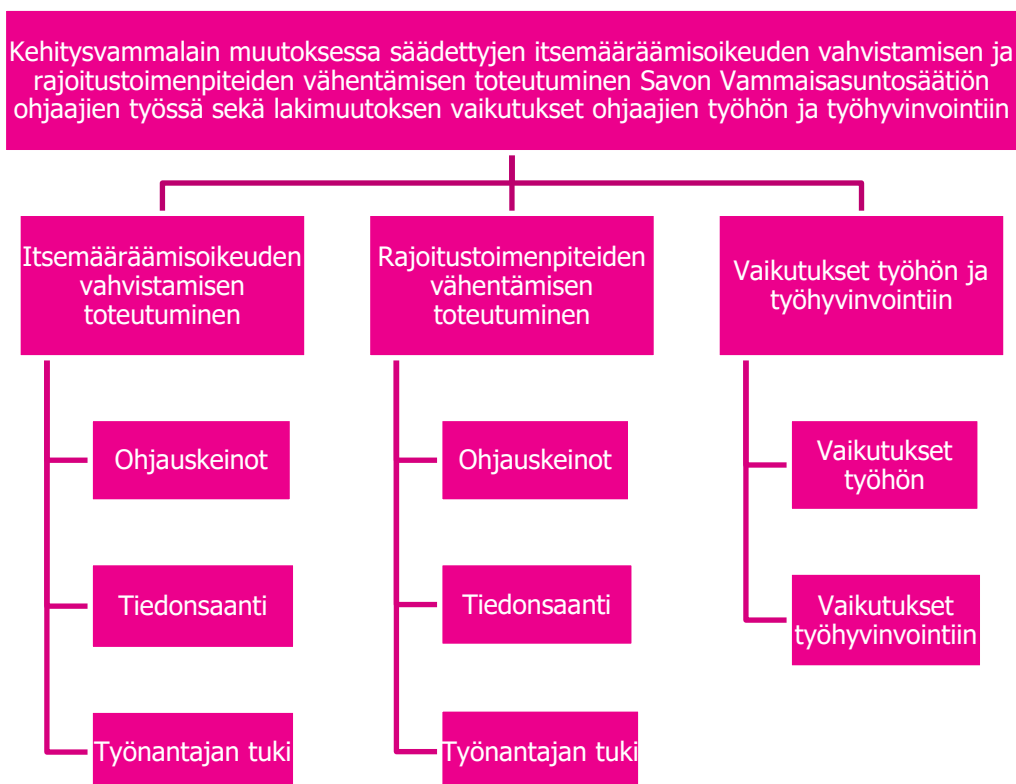 Kehitysvammalain muutoksessa säädettyjen itsemääräämisoikeuden vahvistamisen ja
rajoitustoimenpiteiden vähentämisen toteutuminen Savon Vammaisasuntosäätiön
ohjaajien työssä sekä lakimuutoksen vaikutukset ohjaajien työhön ja työhyvinvointiin
Itsemääräämisoikeuden
vahvistamisen
toteutuminen
Ohjauskeinot
Tiedonsaanti
Työnantajan tuki
Rajoitustoimenpiteiden
vähentämisen
toteutuminen
Ohjauskeinot
Tiedonsaanti
Työnantajan tuki
Vaikutukset työhön ja
työhyvinvointiin
Vaikutukset
työhön
Vaikutukset
työhyvinvointiin